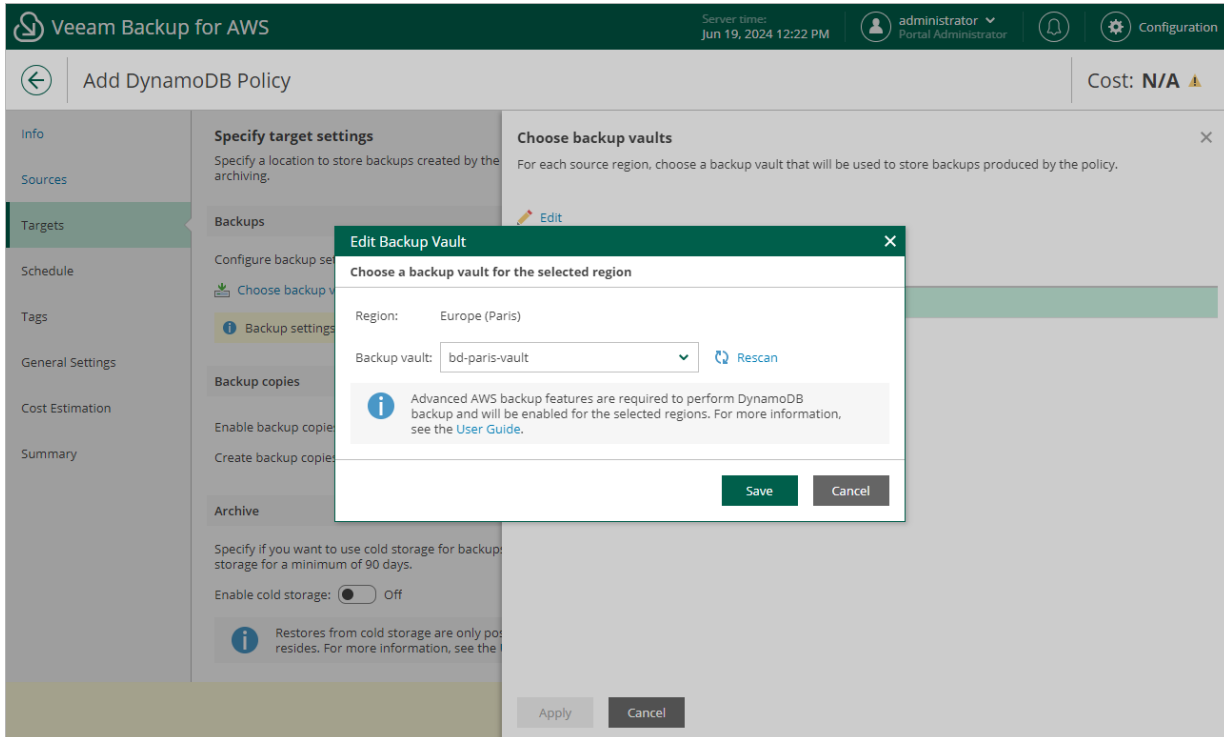 Veeam Backup for AWS
Server time:
Jun 19, 2024 12:22 PM
administrator
Portal Administrator
Configuration
Add DynamoDB Policy
Cost: N/A
Info
Sources
Targets
Schedule
Tags
General Settings
Cost Estimation
Summary
Specify target settings
Specify a location to store backups created by the
archiving.
Backups
Configure backup set
Choose backup v
Backup settings
Backup copies
Enable backup copie
Create backup copies
Archive
Specify if you want to use cold storage for backups
storage for a minimum of 90 days.
Enable cold storage: Off
Restores from cold storage are only pos
resides. For more information, see the
Choose backup vaults
For each source region, choose a backup vault that will be used to store backups produced by the policy.
Edit
Edit Backup Vault
Choose a backup vault for the selected region
Region: Europe (Paris)
Backup vault: bd-paris-vault Rescan
Advanced AWS backup features are required to perform DynamoDB
backup and will be enabled for the selected regions. For more information,
see the User Guide.
Save Cancel
Apply Cancel